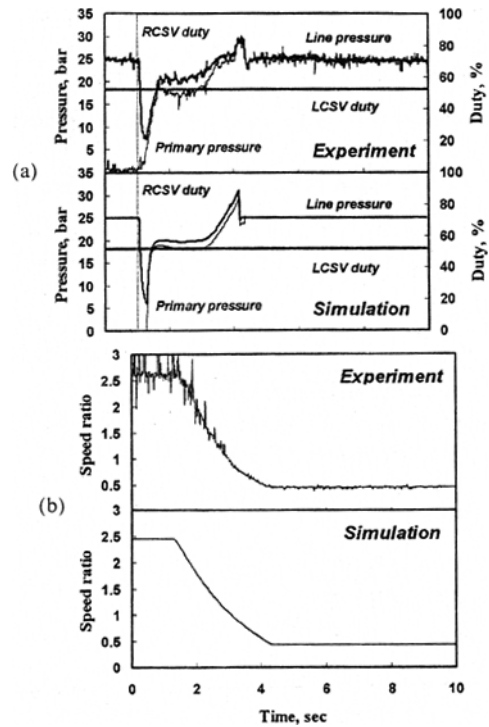 35
100
RCSV duty
Line pressure
30
80
25
20
60
LCSV duty
15
40
10
20
5
Primary pressure
Experiment
0
Pressure, bar
Duty, %
(a)
35
100
RCSV duty
Line pressure
30
80
25
20
60
LCSV duty
15
40
10
Primary pressure
20
5
Simulation
0
0
Pressure, bar
Duty, %
3
Experiment
2.5
2
1.5
1
0.5
Speed ratio
(b)
3
Simulation
2.5
2
1.5
1
0.5
0
Speed ratio
0
2
4
6
8
10
Time, sec